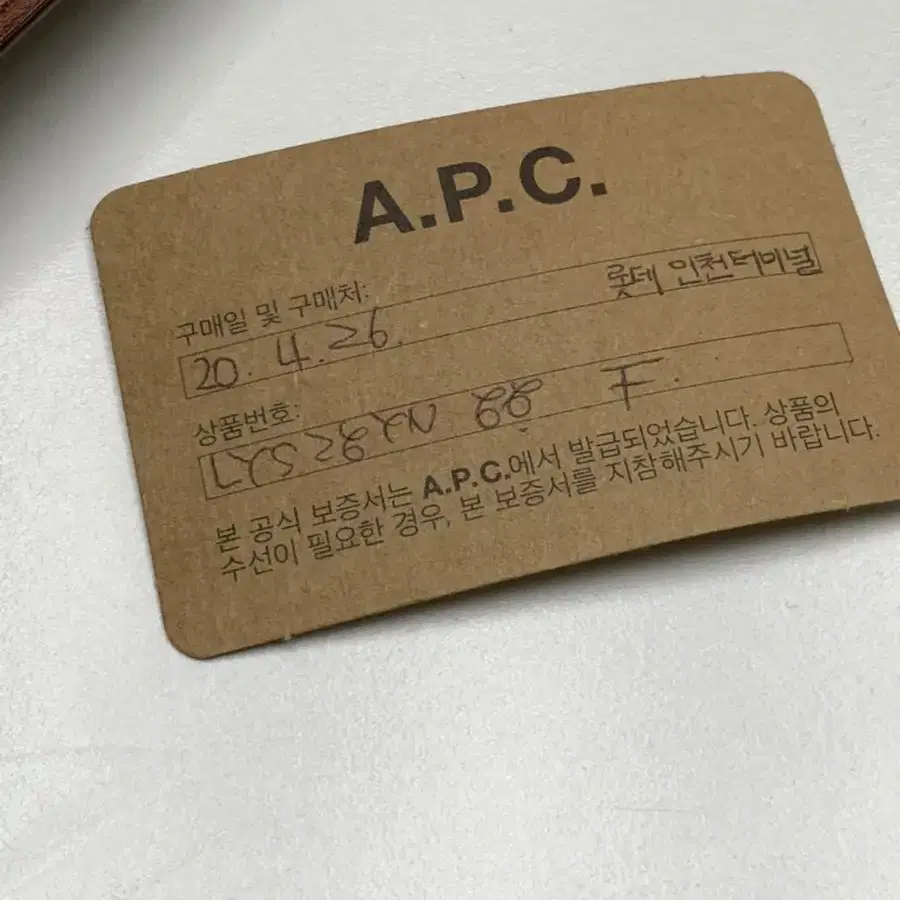 A.P.C.
구매일 및 구매처:
20. 4. 26. 롯데 인천터미널
상품번호:
F.
본 공식 보증서는 A.P.C.에서 발급되었습니다. 상품의
수선이 필요한 경우, 본 보증서를 지참해주시기 바랍니다.